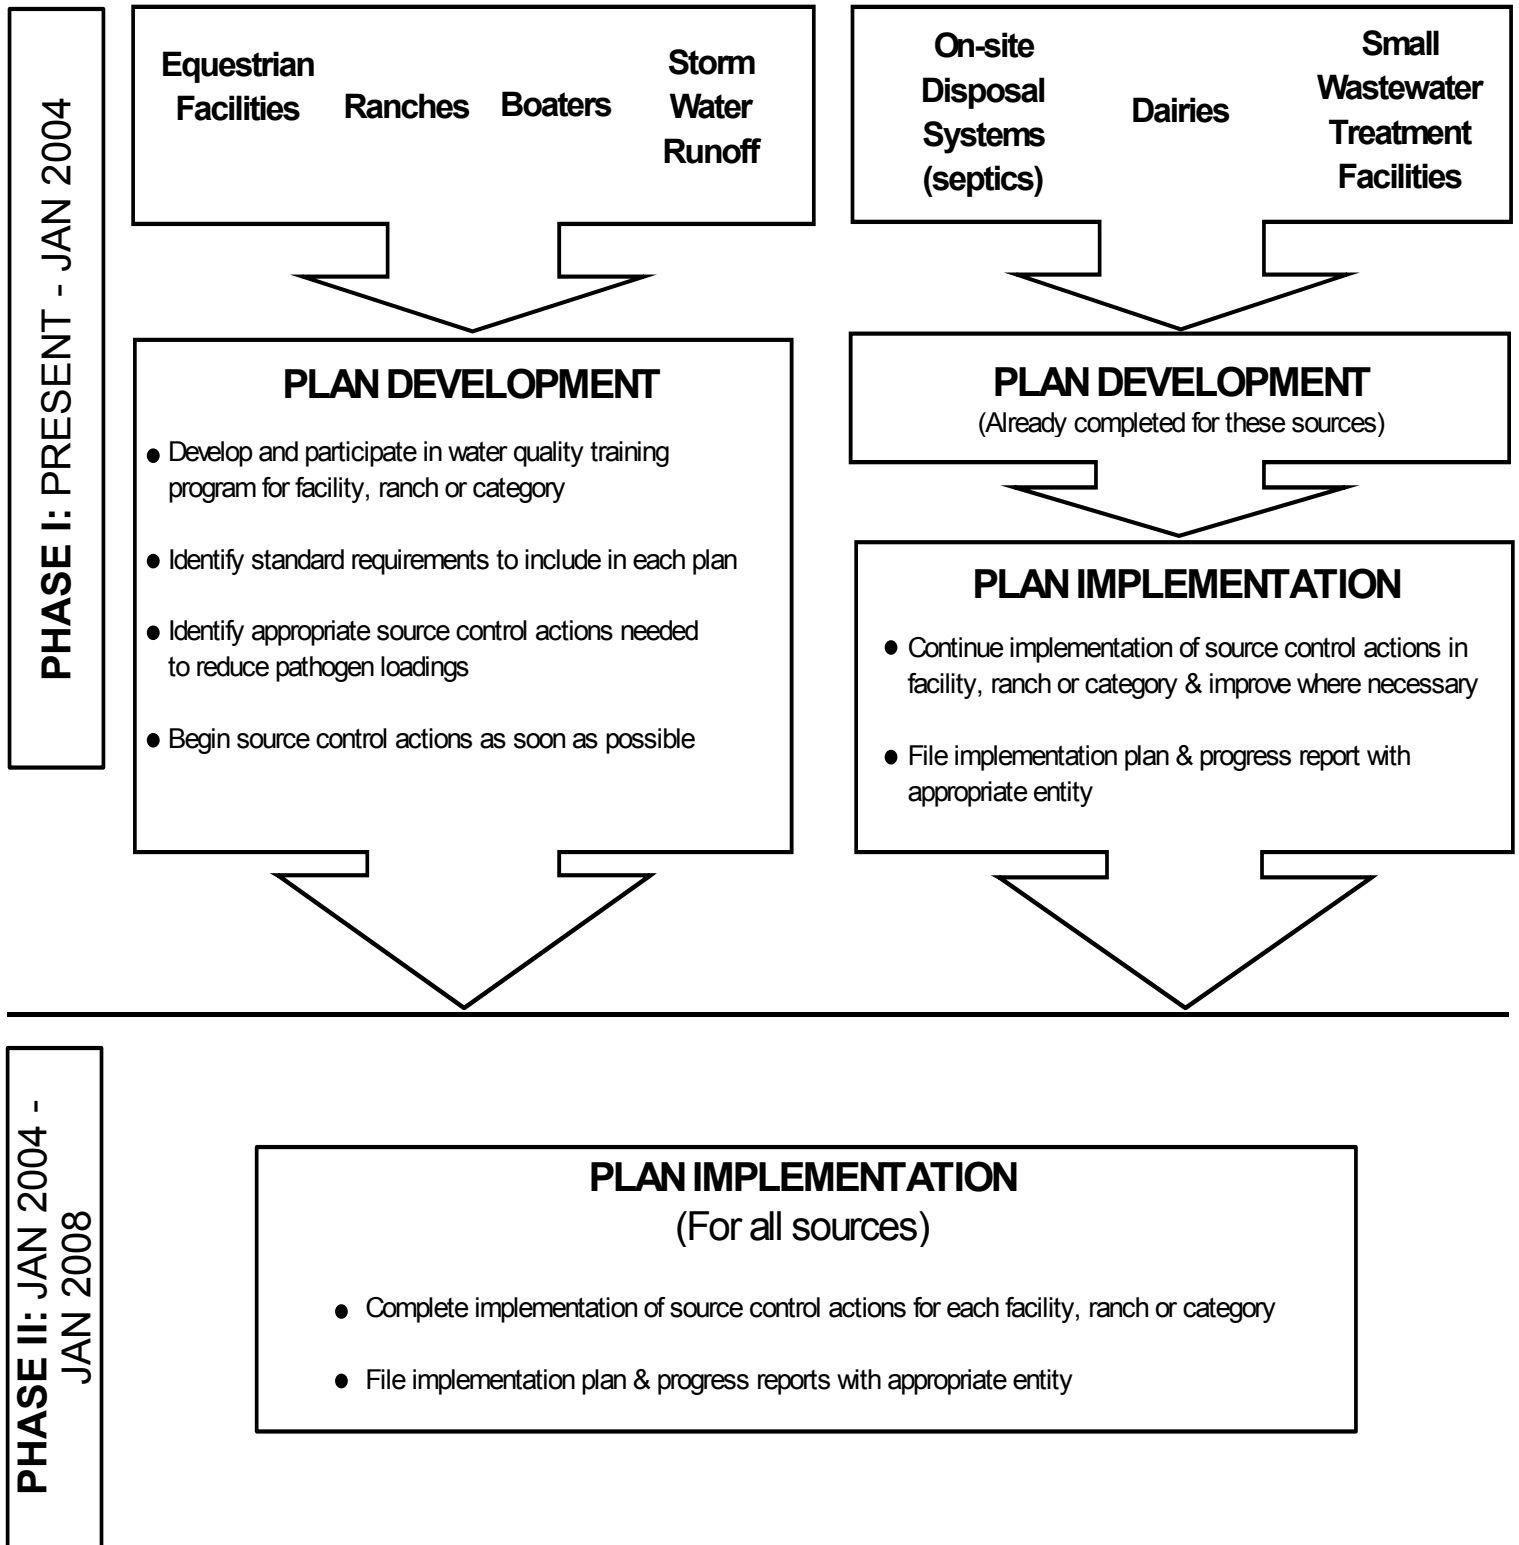 PHASE I: PRESENT - JAN 2004
Equestrian
Facilities
Ranches
Boaters
Storm
Water
Runoff
On-site
Disposal
Systems
(septics)
Dairies
Small
Wastewater
Treatment
Facilities
PLAN DEVELOPMENT
● Develop and participate in water quality training
program for facility, ranch or category
● Identify standard requirements to include in each plan
● Identify appropriate source control actions needed
to reduce pathogen loadings
● Begin source control actions as soon as possible
PLAN DEVELOPMENT
(Already completed for these sources)
PLAN IMPLEMENTATION
● Continue implementation of source control actions in
facility, ranch or category & improve where necessary
● File implementation plan & progress report with
appropriate entity
PHASE II: JAN 2004 -
JAN 2008
PLAN IMPLEMENTATION
(For all sources)
● Complete implementation of source control actions for each facility, ranch or category
● File implementation plan & progress reports with appropriate entity